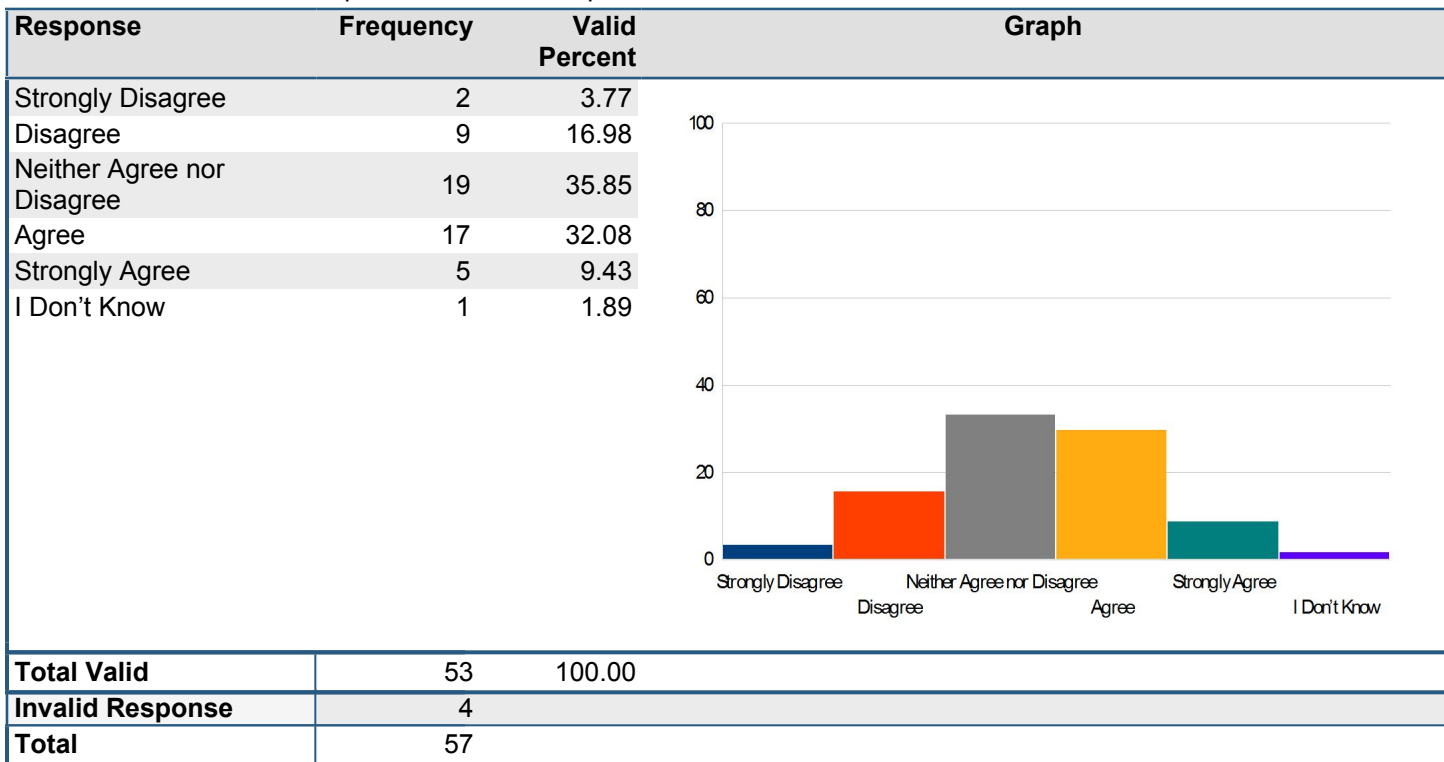 Response Frequency Valid Percent Graph
Strongly Disagree 2 3.77
Disagree 9 16.98
Neither Agree nor Disagree 19 35.85
Agree 17 32.08
Strongly Agree 5 9.43
I Don’t Know 1 1.89
100
80
60
40
20
0
Strongly Disagree Neither Agree nor Disagree Strongly Agree
Disagree Agree I Don't Know
Total Valid 53 100.00
Invalid Response 4
Total 57